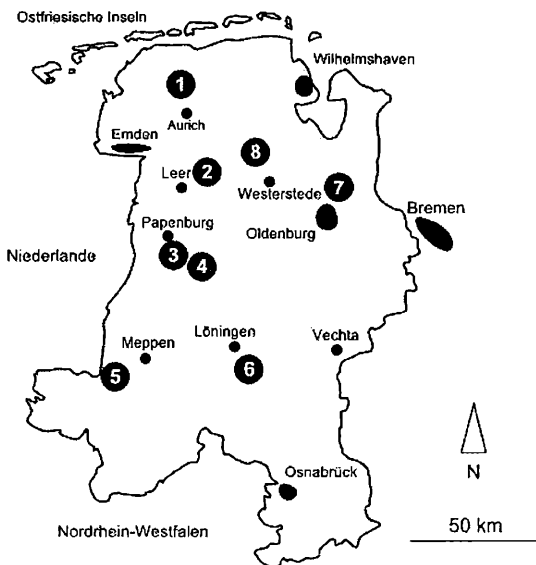 Ostfriesische Inseln
Wilhelmshaven
1
Aurich
Emden
8
2
Leer
7
Westerstede
Bremen
Papenburg
Oldenburg
Niederlande
3
4
Löningen
Vechta
Meppen
5
6
N
Osnabrück
50 km
Nordrhein-Westfalen